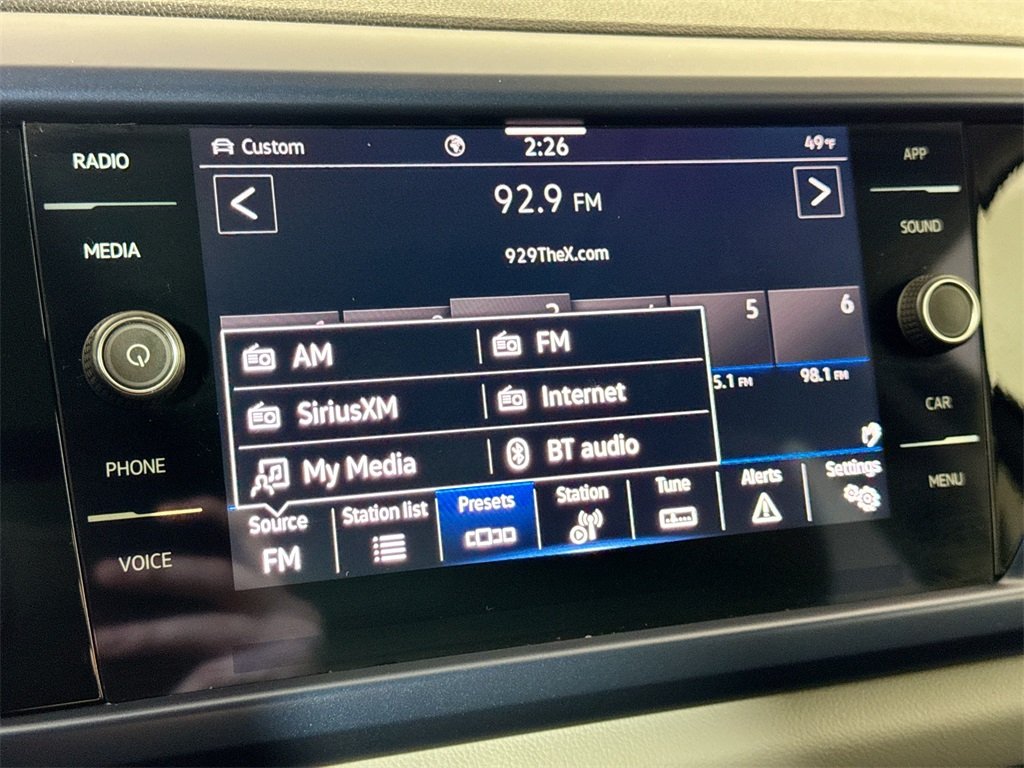 RADIO
MEDIA
PHONE
VOICE
Custom
2:26
49°F
92.9 FM
929TheX.com
5
6
5.1 FM
98.1 FM
AM
FM
SiriusXM
Internet
My Media
BT audio
Source
FM
Station list
Presets
Station
Tune
Alerts
Settings
APP
SOUND
CAR
MENU